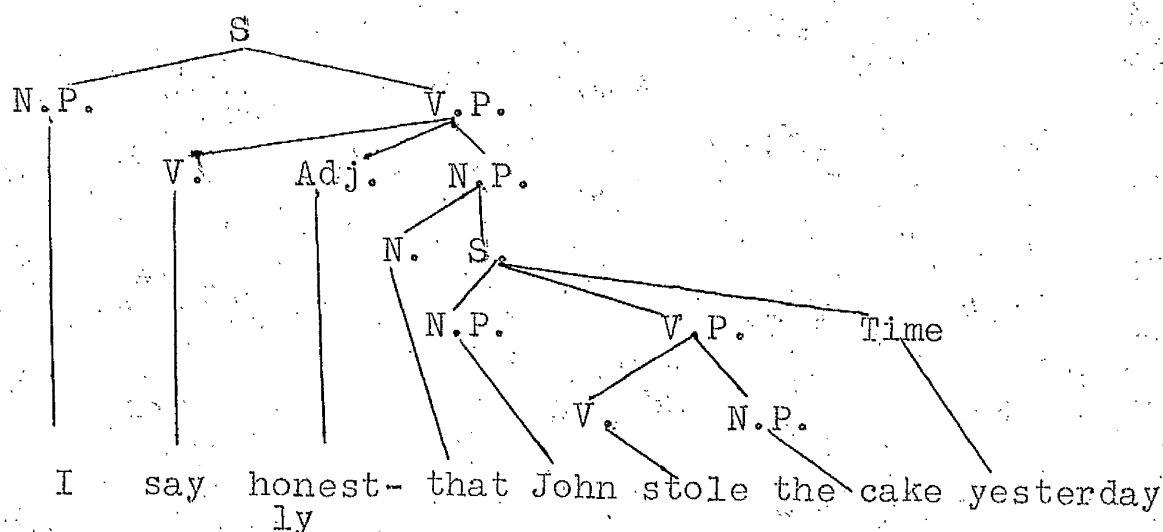 S
N.P. V.P.
V. Adj. N.P.
N. S.
N.P. V.P. Time
V. N.P.
I say honest- that John stole the cake yesterday
ly